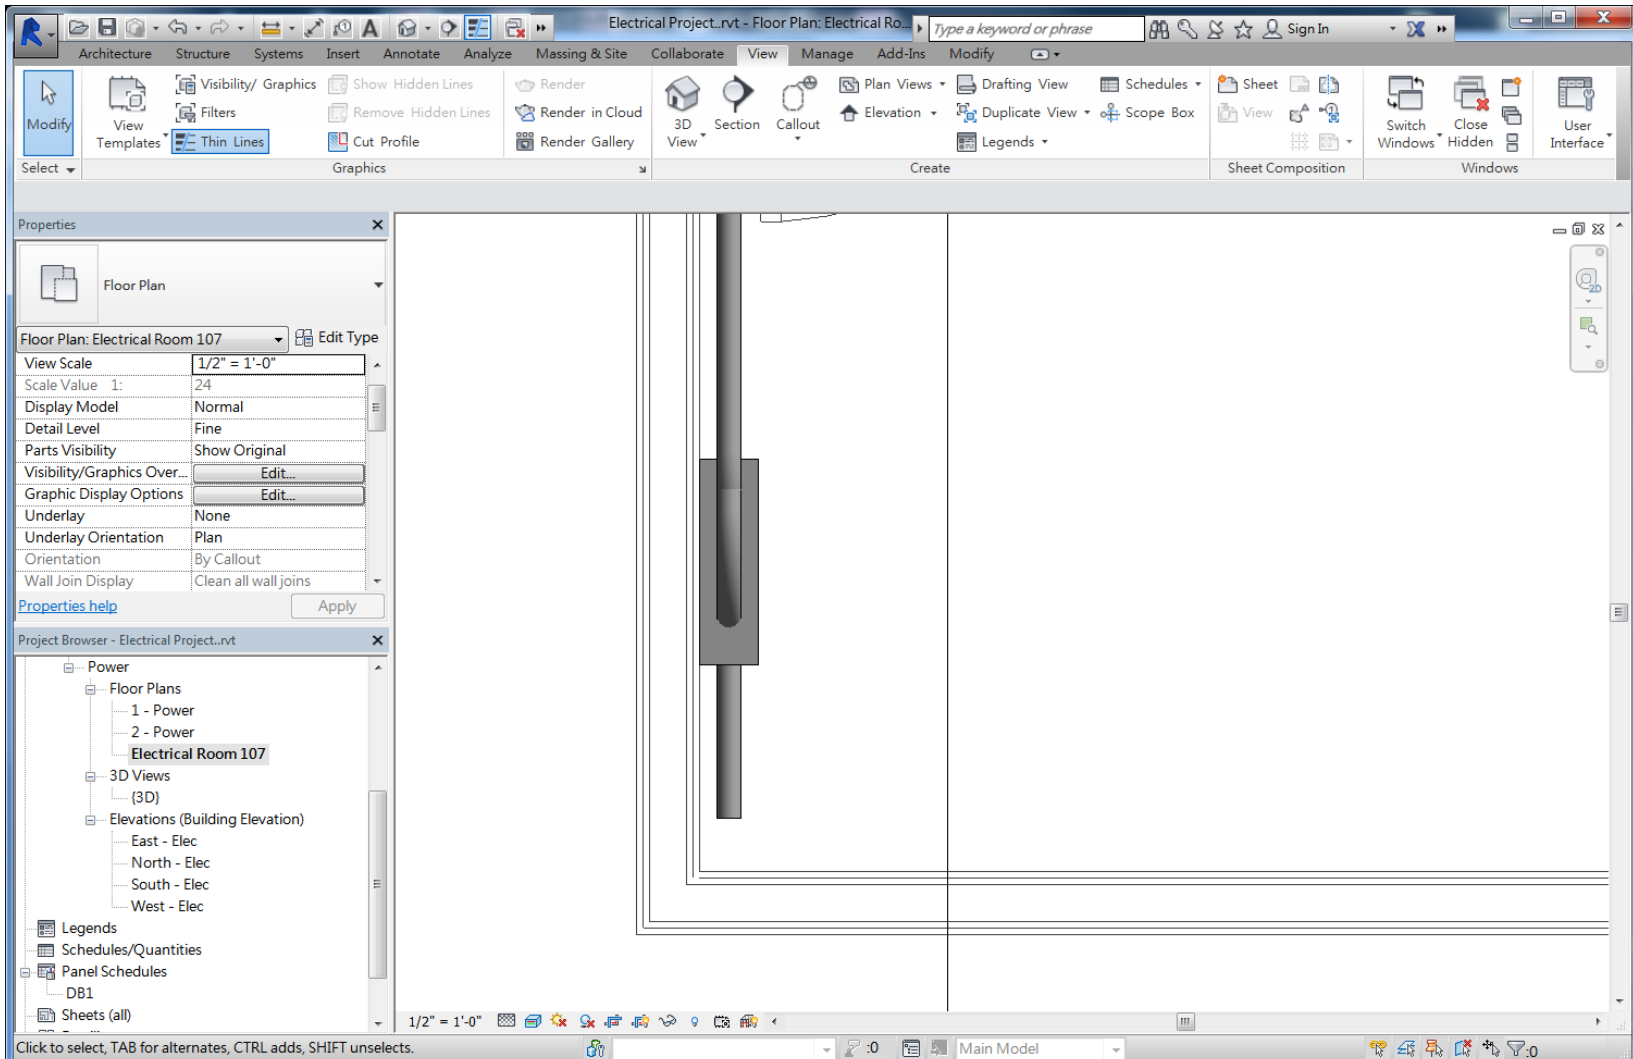 Electrical Project..rvt - Floor Plan: Electrical Ro...
Type a keyword or phrase
Sign In
Architecture Structure Systems Insert Annotate Analyze Massing & Site Collaborate View Manage Add-Ins Modify
Modify
View Templates
Visibility/ Graphics
Filters
Thin Lines
Show Hidden Lines
Remove Hidden Lines
Cut Profile
Render
Render in Cloud
Render Gallery
3D View
Section
Callout
Plan Views
Elevation
Drafting View
Duplicate View
Legends
Schedules
Scope Box
Sheet
View
Switch Windows
Close Hidden
User Interface
Select
Graphics
Create
Sheet Composition
Windows
Properties
Floor Plan
Floor Plan: Electrical Room 107
Edit Type
View Scale 1/2" = 1'-0"
Scale Value 1: 24
Display Model Normal
Detail Level Fine
Parts Visibility Show Original
Visibility/Graphics Over... Edit...
Graphic Display Options Edit...
Underlay None
Underlay Orientation Plan
Orientation By Callout
Wall Join Display Clean all wall joins
Properties help
Apply
Project Browser - Electrical Project..rvt
Power
Floor Plans
1 - Power
2 - Power
Electrical Room 107
3D Views
{3D}
Elevations (Building Elevation)
East - Elec
North - Elec
South - Elec
West - Elec
Legends
Schedules/Quantities
Panel Schedules
DB1
Sheets (all)
2D
1/2" = 1'-0"
Click to select, TAB for alternates, CTRL adds, SHIFT unselects.
:0
Main Model
:0